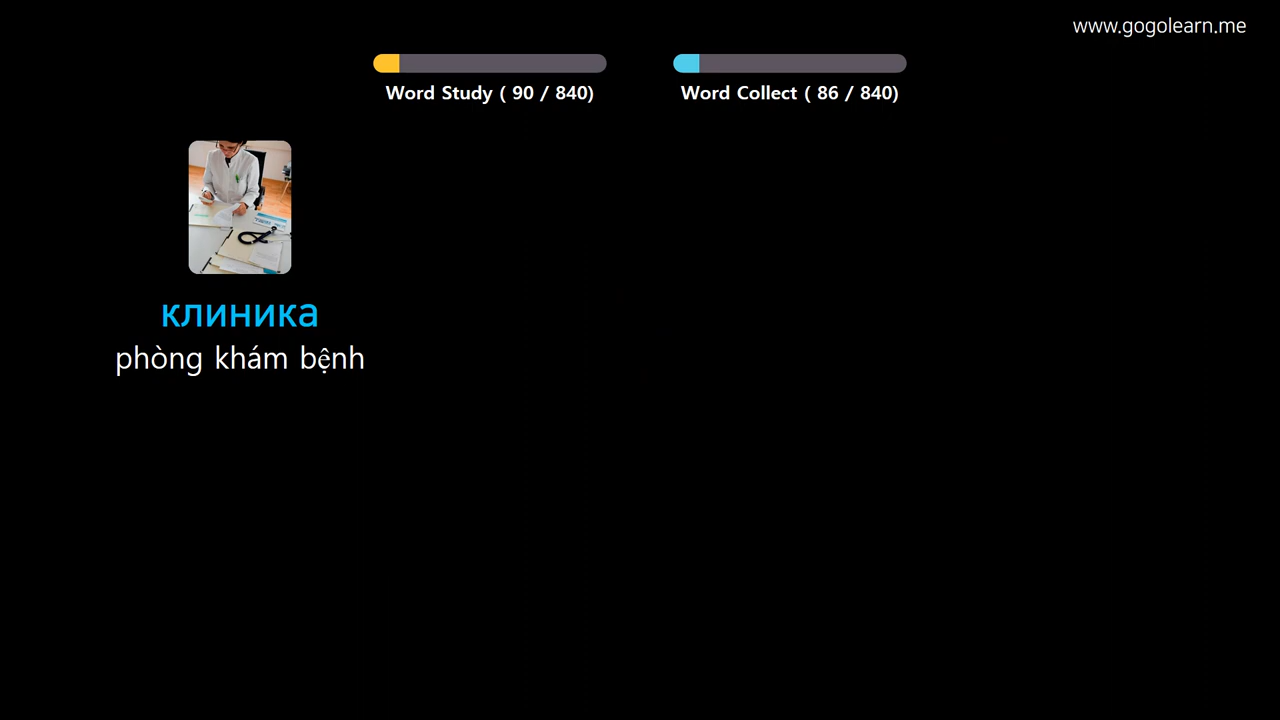 www.gogolearn.me
Word Study ( 90 / 840)
Word Collect ( 86 / 840)
клиника
phòng khám bệnh